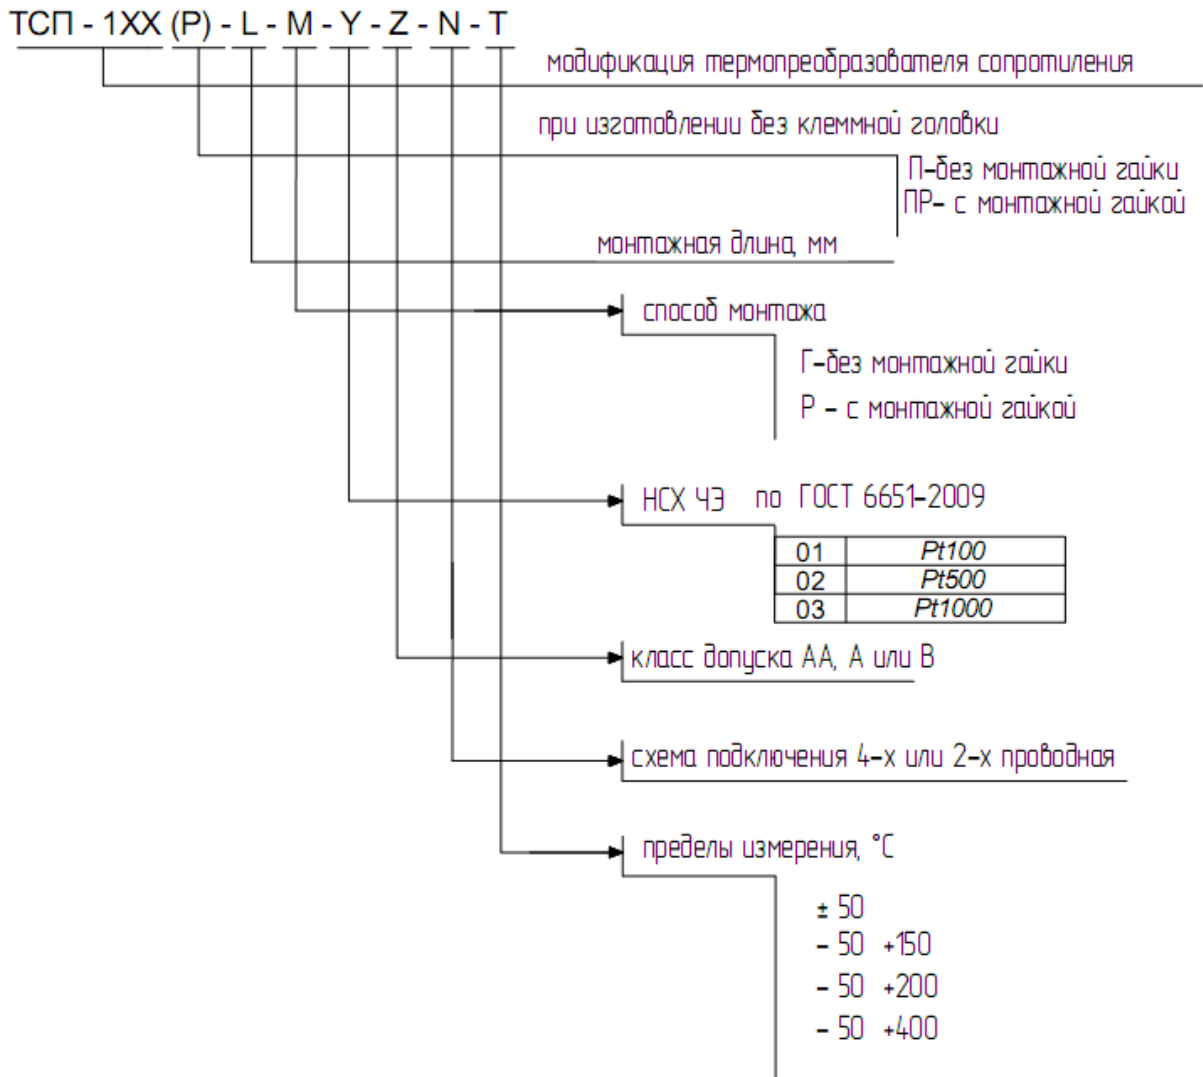 ТСП - 1ХХ (Р) - L - M - Y - Z - N - T
модификация термопреобразователя сопротиления
при изготовлении без клеммной головки
П-без монтажной гайки
ПР- с монтажной гайкой
монтажная длина, мм
способ монтажа
Г-без монтажной гайки
Р - с монтажной гайкой
НСХ ЧЭ по ГОСТ 6651-2009
01 Pt100
02 Pt500
03 Pt1000
класс допуска АА, А или В
схема подключения 4-х или 2-х проводная
пределы измерения, °С
± 50
- 50 +150
- 50 +200
- 50 +400